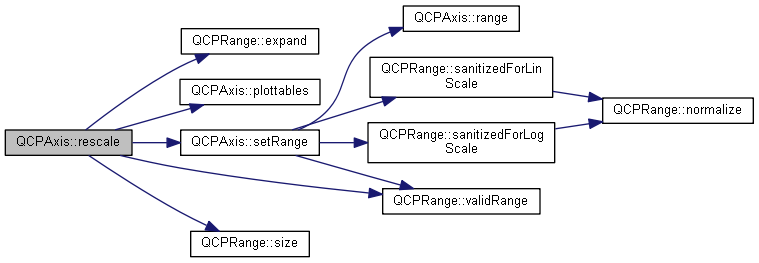 QCPAxis::rescale
QCPRange::expand
QCPAxis::plottables
QCPAxis::setRange
QCPRange::size
QCPAxis::range
QCPRange::sanitizedForLin
Scale
QCPRange::sanitizedForLog
Scale
QCPRange::validRange
QCPRange::normalize